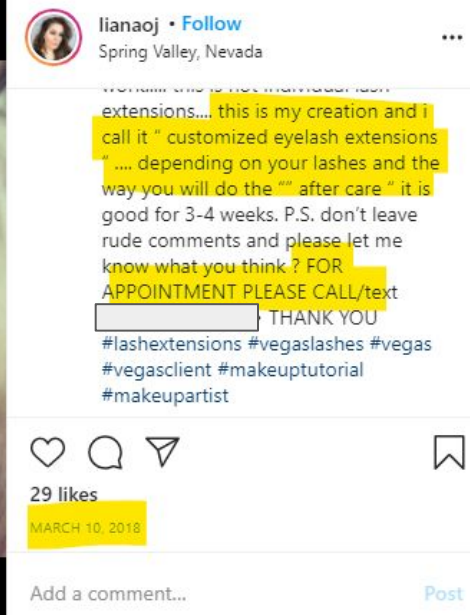 lianaoj • Follow
Spring Valley, Nevada
this is not individual lash
extensions.... this is my creation and i
call it " customized eyelash extensions
" .... depending on your lashes and the
way you will do the "" after care " it is
good for 3-4 weeks. P.S. don't leave
rude comments and please let me
know what you think ? FOR
APPOINTMENT PLEASE CALL/text
THANK YOU
#lashextensions #vegaslashes #vegas
#vegasclient #makeuptutorial
#makeupartist
29 likes
MARCH 10, 2018
Add a comment...
Post